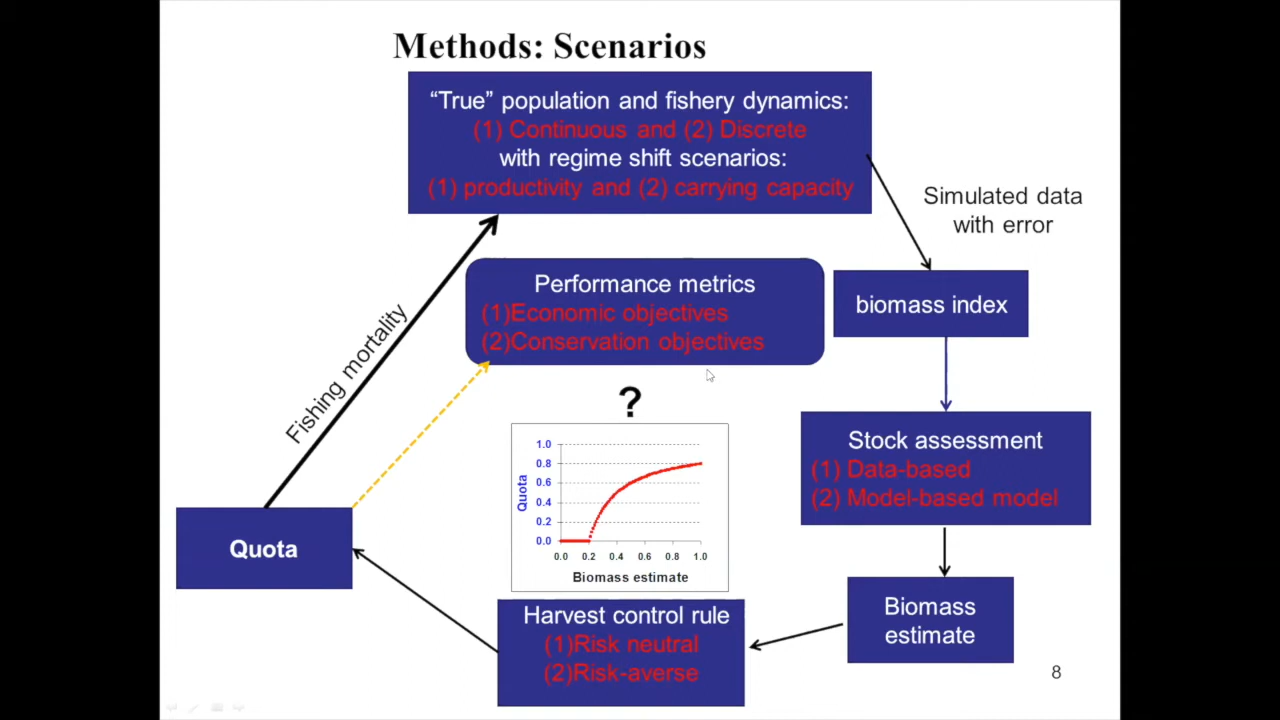 Methods: Scenarios
“True” population and fishery dynamics:
(1) Continuous and (2) Discrete
with regime shift scenarios:
(1) productivity and (2) carrying capacity
Simulated data
with error
Performance metrics
(1)Economic objectives
(2)Conservation objectives
biomass index
Fishing mortality
?
Stock assessment
(1) Data-based
(2) Model-based model
Quota
1.0
0.8
0.6
0.4
0.2
0.0
0.0 0.2 0.4 0.6 0.8 1.0
Biomass estimate
Quota
Biomass
estimate
Harvest control rule
(1)Risk neutral
(2)Risk-averse
8